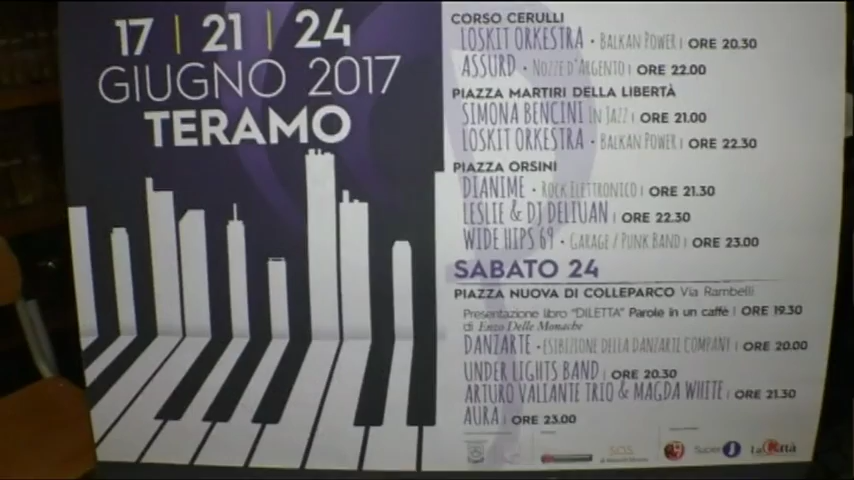 17 | 21 | 24
GIUGNO 2017
TERAMO
CORSO CERULLI
LOSKIT ORKESTRA • BALKAN POWER | ORE 20.30
ASSURD • NOZZE D'ARGENTO | ORE 22.00
PIAZZA MARTIRI DELLA LIBERTÀ
SIMONA BENCINI IN JAZZ | ORE 21.00
LOSKIT ORKESTRA • BALKAN POWER | ORE 22.30
PIAZZA ORSINI
DIANIME • ROCK ELETTRONICO | ORE 21.30
LESLIE & DJ DELIUAN | ORE 22.30
WIDE HIPS 69 • GARAGE / PUNK BAND | ORE 23.00
SABATO 24
PIAZZA NUOVA DI COLLEPARCO Via Rambelli
Presentazione libro "DILETTA" Parole in un caffè | ORE 19.30
di Enzo Delle Monache
DANZARTE • ESIBIZIONE DELLA DANZARTE COMPANY | ORE 20.00
UNDER LIGHTS BAND | ORE 20.30
ARTURO VALIANTE TRIO & MAGDA WHITE | ORE 21.30
AURA | ORE 23.00
S.O.S.
Super J
La Città